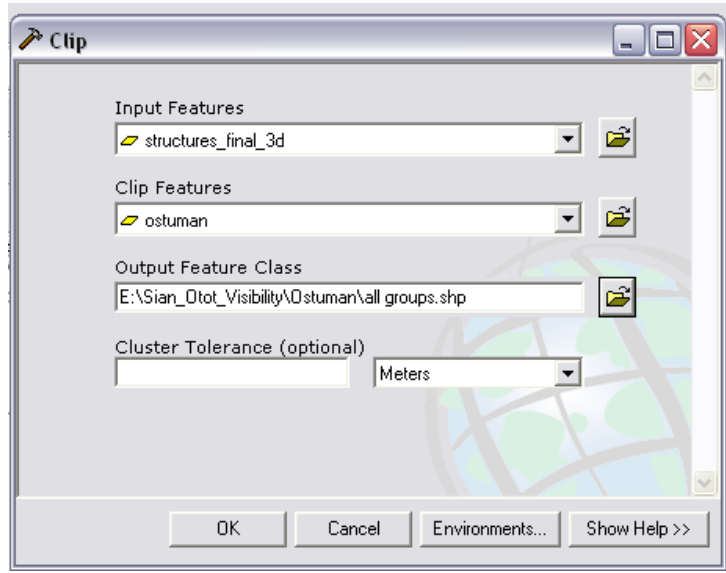 Clip
Input Features
structures_final_3d
Clip Features
ostuman
Output Feature Class
E:\Sian_Otot_Visibility\Ostuman\all groups.shp
Cluster Tolerance (optional)
Meters
OK Cancel Environments... Show Help >>